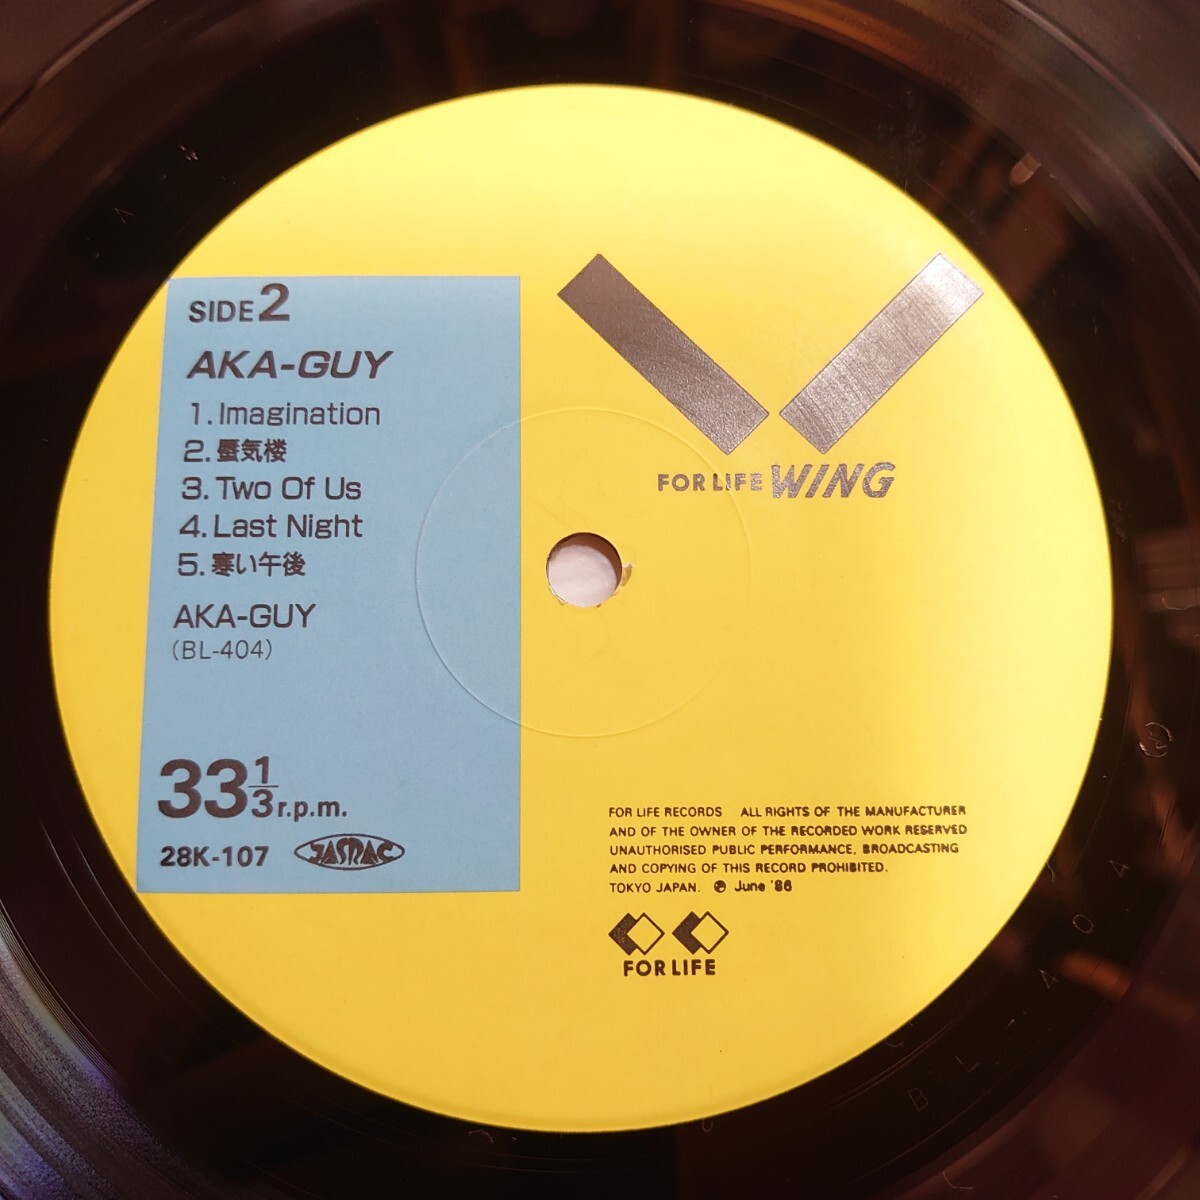 SIDE 2
AKA-GUY
1. Imagination
2. 蜃気楼
3. Two Of Us
4. Last Night
5. 寒い午後
AKA-GUY
(BL-404)
33 1/3 r.p.m.
28K-107 JASRAC
FOR LIFE WING
FOR LIFE RECORDS ALL RIGHTS OF THE MANUFACTURER
AND OF THE OWNER OF THE RECORDED WORK RESERVED
UNAUTHORISED PUBLIC PERFORMANCE, BROADCASTING
AND COPYING OF THIS RECORD PROHIBITED.
TOKYO JAPAN. ℗ June '86
FOR LIFE